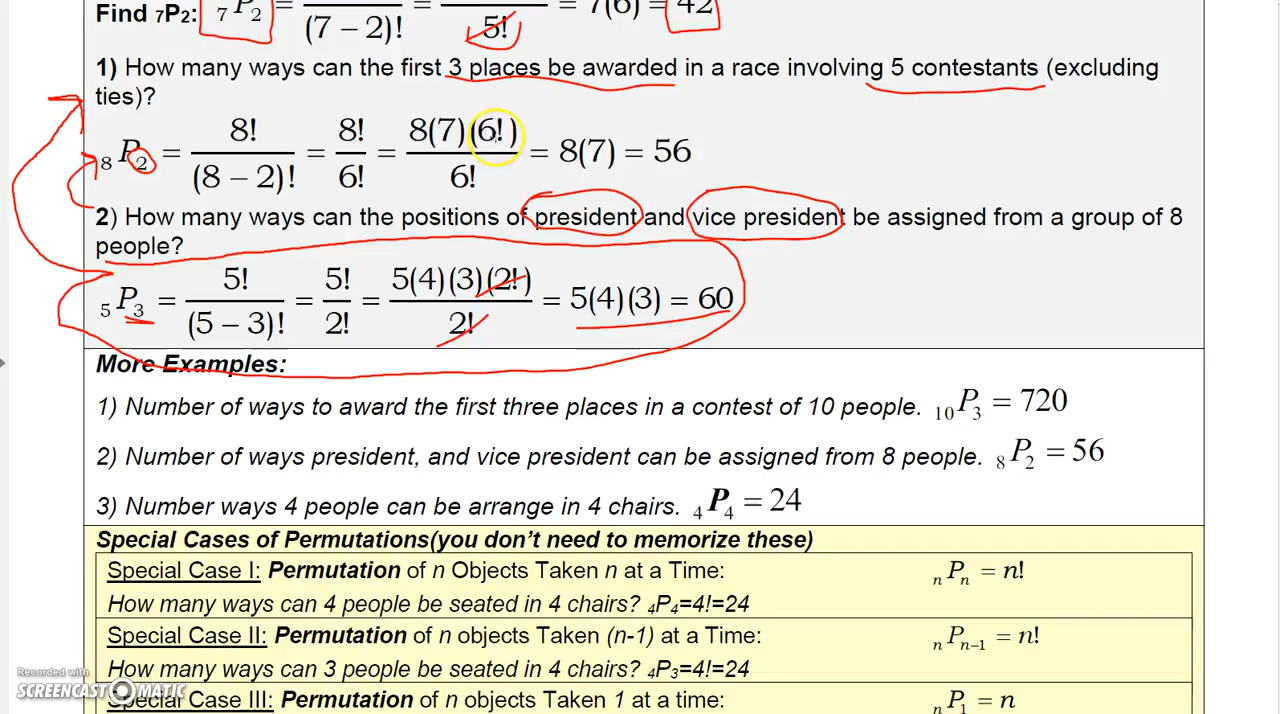 Find ₇P₂: ₇P₂ = (7 – 2)! = 5! = 7(6) = 42
1) How many ways can the first 3 places be awarded in a race involving 5 contestants (excluding
ties)?
₈P₂ = 8!/(8 – 2)! = 8!/6! = 8(7)(6!)/6! = 8(7) = 56
2) How many ways can the positions of president and vice president be assigned from a group of 8
people?
₅P₃ = 5!/(5 – 3)! = 5!/2! = 5(4)(3)(2!)/2! = 5(4)(3) = 60
More Examples:
1) Number of ways to award the first three places in a contest of 10 people. ₁₀P₃ = 720
2) Number of ways president, and vice president can be assigned from 8 people. ₈P₂ = 56
3) Number ways 4 people can be arrange in 4 chairs. ₄P₄ = 24
Special Cases of Permutations(you don't need to memorize these)
Special Case I: Permutation of n Objects Taken n at a Time: ₙPₙ = n!
How many ways can 4 people be seated in 4 chairs? ₄P₄=4!=24
Special Case II: Permutation of n objects Taken (n-1) at a Time: ₙPₙ₋₁ = n!
How many ways can 3 people be seated in 4 chairs? ₄P₃=4!=24
Recorded with
SCREENCAST MATIC
Special Case III: Permutation of n objects Taken 1 at a time: ₙP₁ = n